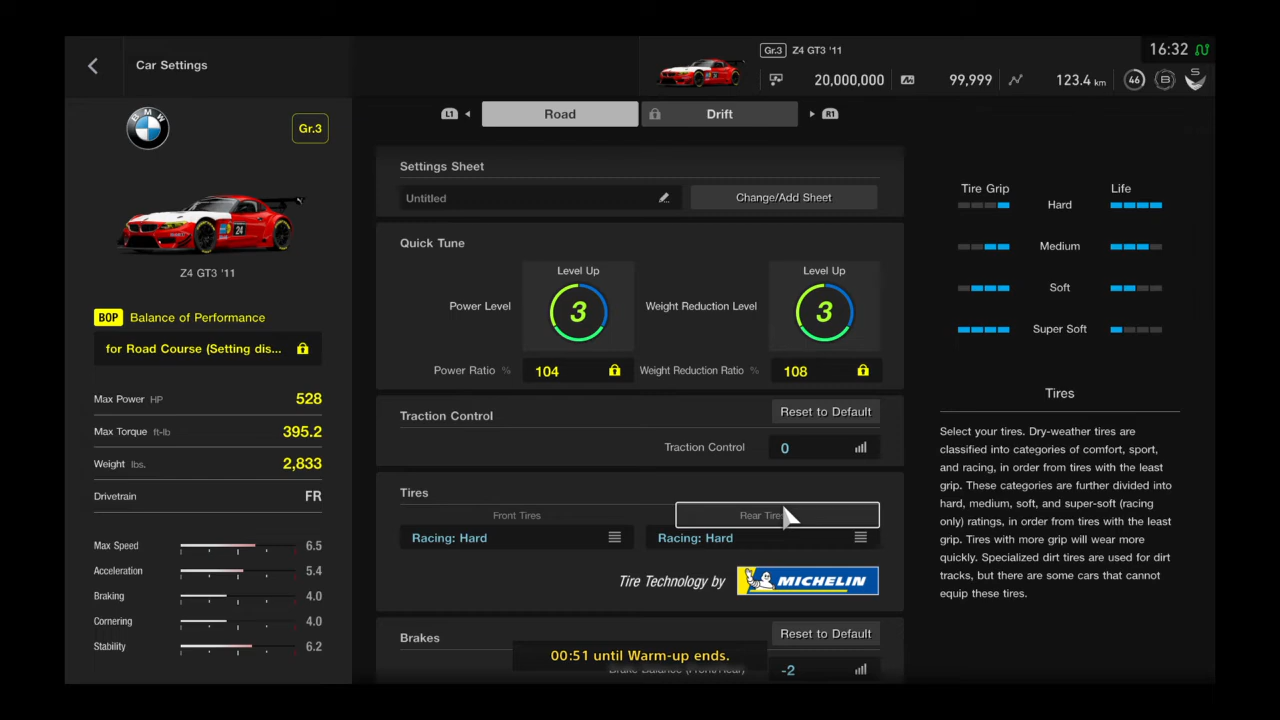 Car Settings
Gr.3 Z4 GT3 '11
16:32
20,000,000
99,999
123.4 km
46
B
S
L1 Road Drift R1
BMW
Gr.3
24
Z4 GT3 '11
BOP Balance of Performance
for Road Course (Setting dis...
Max Power HP 528
Max Torque ft-lb 395.2
Weight lbs. 2,833
Drivetrain FR
Max Speed 6.5
Acceleration 5.4
Braking 4.0
Cornering 4.0
Stability 6.2
Settings Sheet
Untitled
Change/Add Sheet
Quick Tune
Power Level
Level Up
3
Weight Reduction Level
Level Up
3
Power Ratio % 104
Weight Reduction Ratio % 108
Traction Control
Reset to Default
Traction Control 0
Tires
Front Tires
Rear Tires
Racing: Hard
Racing: Hard
Tire Technology by MICHELIN
Brakes
Reset to Default
Brake Balance (Front/Rear) -2
00:51 until Warm-up ends.
Tire Grip Life
Hard
Medium
Soft
Super Soft
Tires
Select your tires. Dry-weather tires are
classified into categories of comfort, sport,
and racing, in order from tires with the least
grip. These categories are further divided into
hard, medium, soft, and super-soft (racing
only) ratings, in order from tires with the least
grip. Tires with more grip will wear more
quickly. Specialized dirt tires are used for dirt
tracks, but there are some cars that cannot
equip these tires.